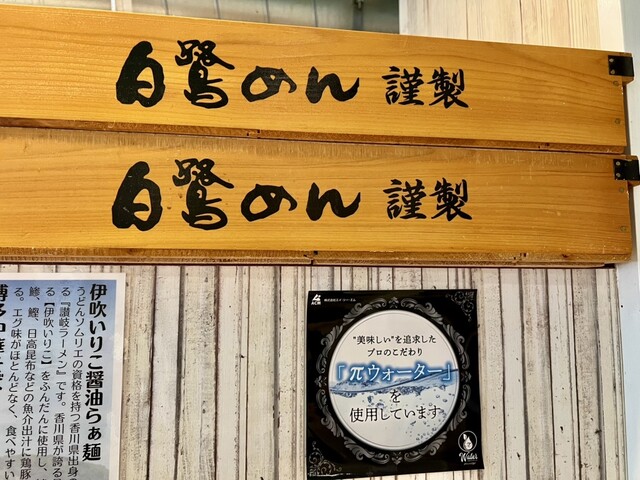 白鷺めん 謹製
白鷺めん 謹製
伊吹いりこ醤油らぁ麺
うどんソムリエの資格を持つ香川県出身の
『讃岐ラーメン』です。香川県が誇る
【伊吹いりこ】をふんだんに使用し、
鯵、鰹、日高昆布などの魚介出汁に鶏豚
る。エグ味がほとんどなく、食べやすい
ACM
"美味しい"を追求した
プロのこだわり
「πウォーター」
を
使用しています
Water